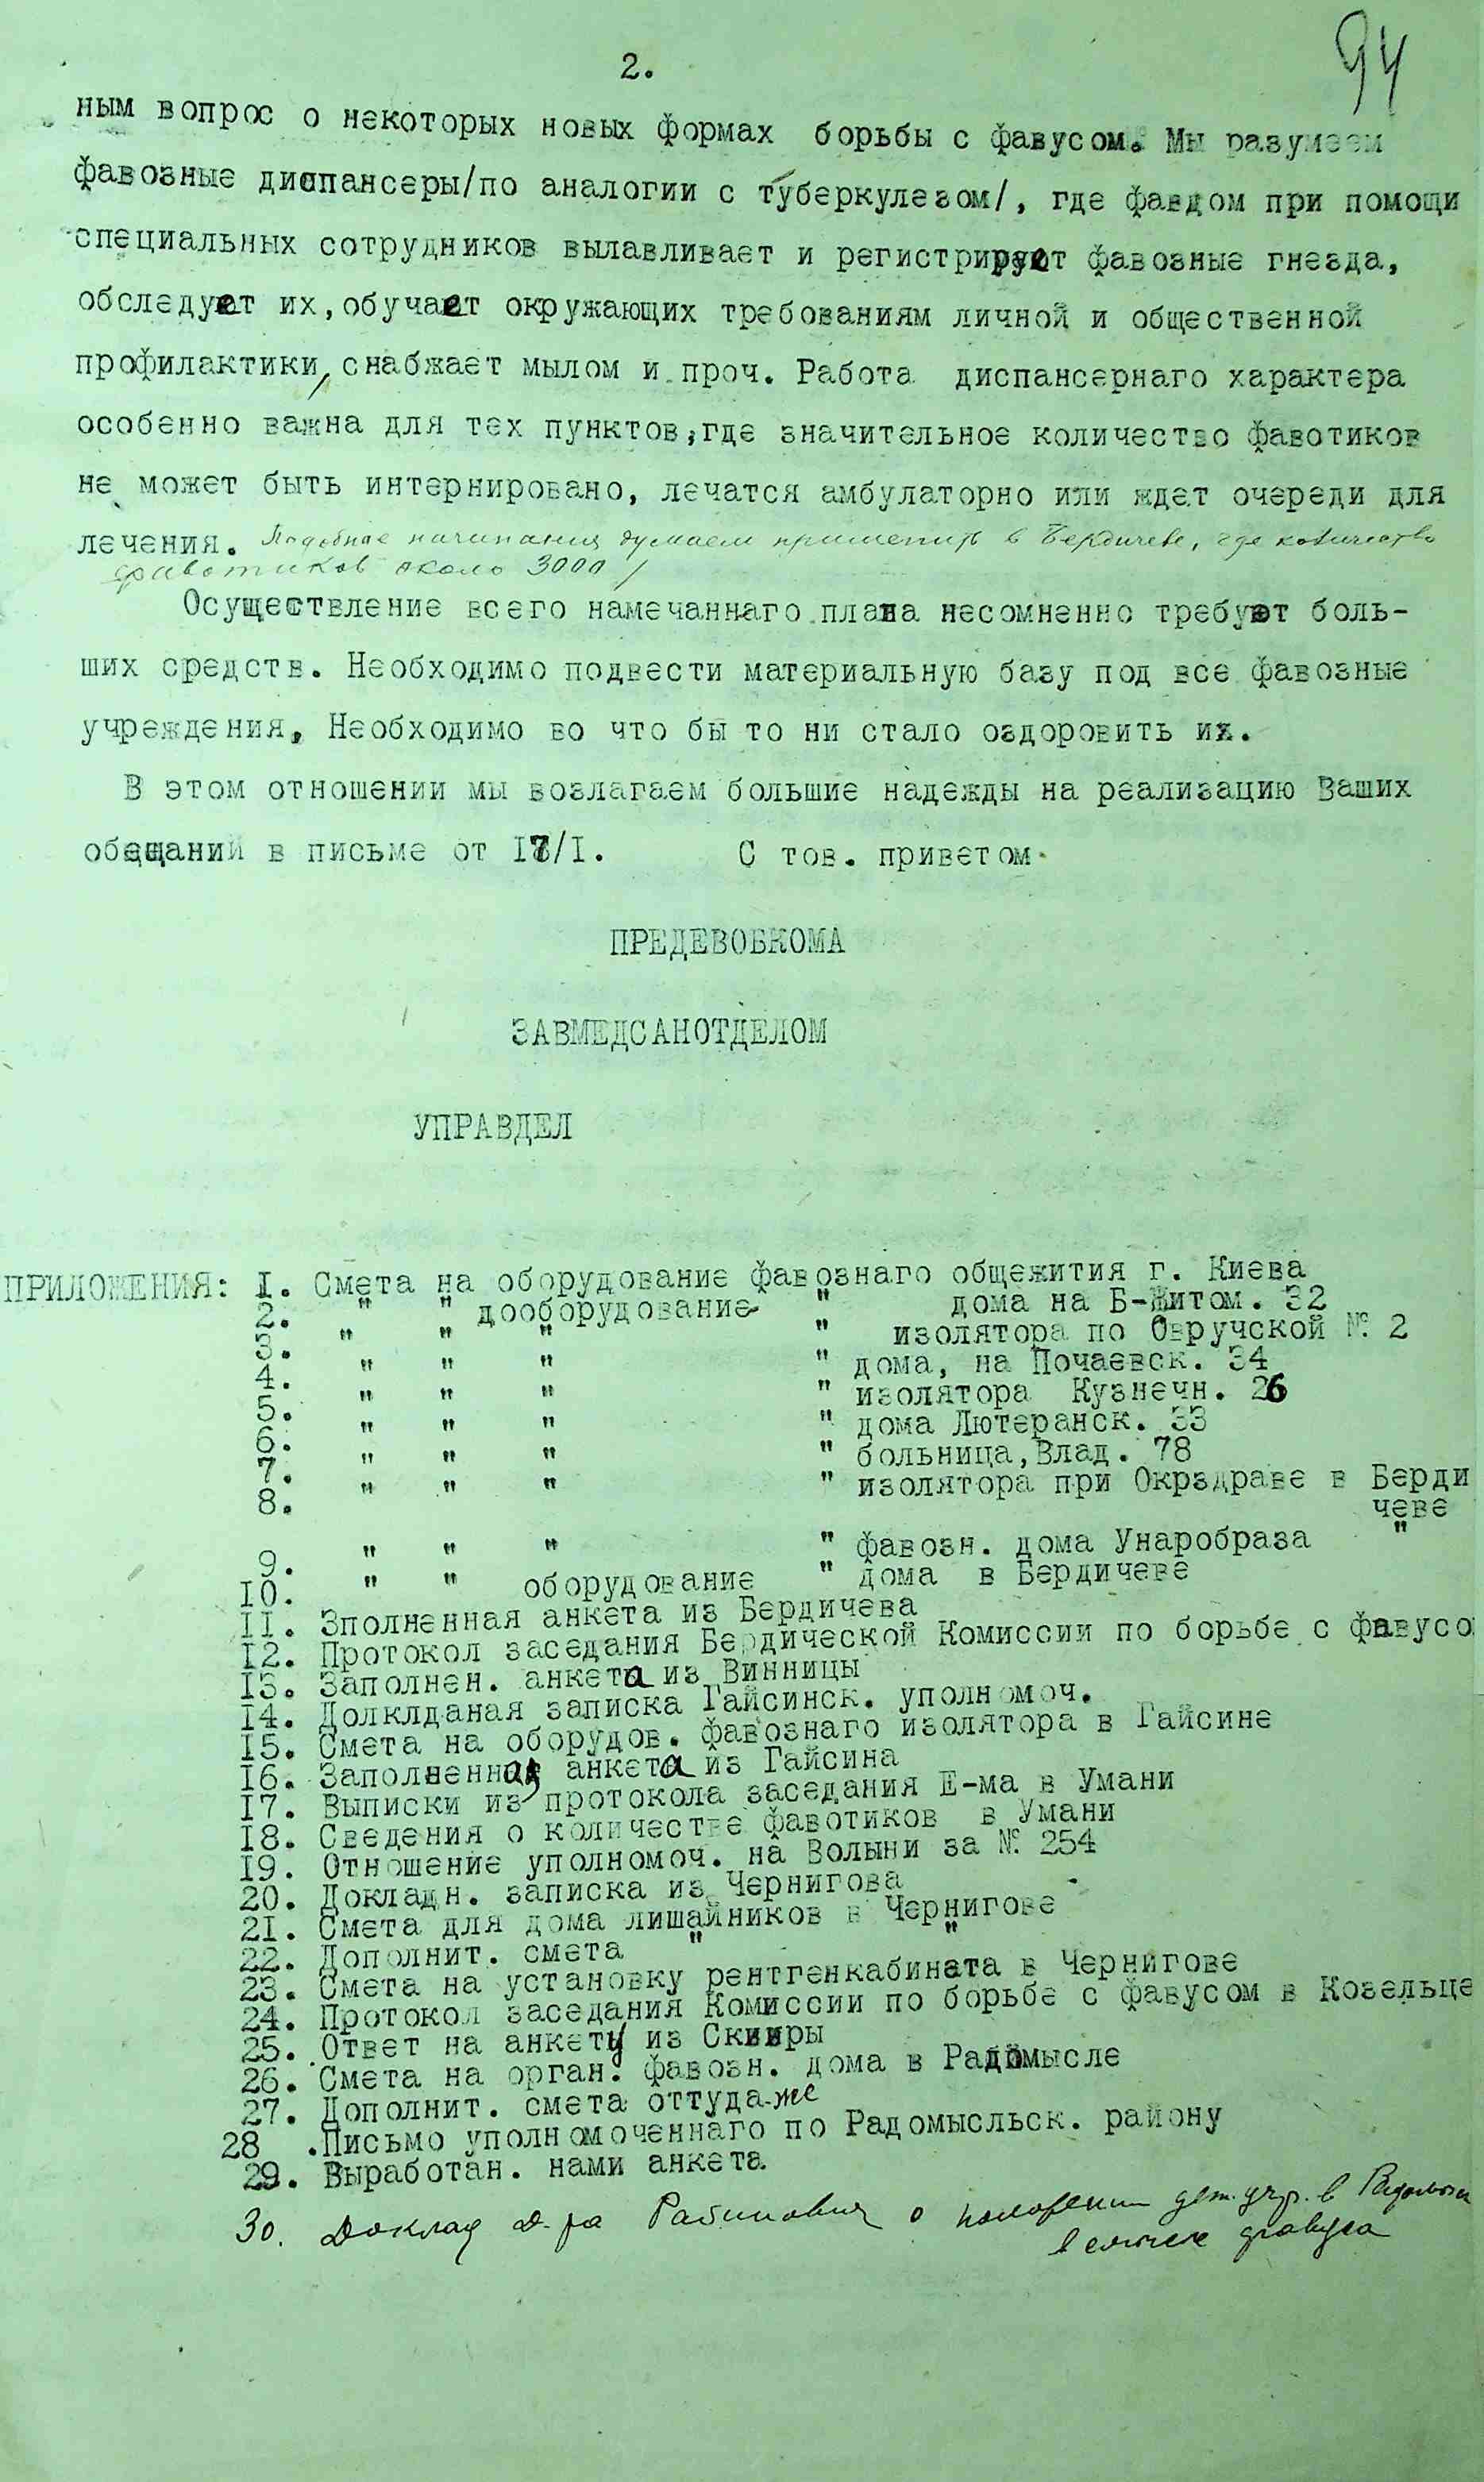 94
2.
ным вопрос о некоторых новых формах борьбы с фавусом. Мы разумеем
фавозные диспансеры/по аналогии с туберкулезом/, где фавдом при помощи
специальных сотрудников вылавливает и регистрирует фавозные гнезда,
обследует их, обучает окружающих требованиям личной и общественной
профилактики, снабжает мылом и проч. Работа диспансернаго характера
особенно важна для тех пунктов, где значительное количество фавотиков
не может быть интернировано, лечатся амбулаторно или ждет очереди для
лечения. Подобное начинание думаем применить в Бердичеве, где количество
фавотиков около 3000/
Осуществление всего намечаннаго плана несомненно требует боль-
ших средств. Необходимо подвести материальную базу под все фавозные
учреждения, Необходимо во что бы то ни стало оздоровить их.
В этом отношении мы возлагаем большие надежды на реализацию Ваших
обещаний в письме от 17/I. С тов. приветом
ПРЕДЕВОБКОМА
ЗАВМЕДСАНОТДЕЛОМ
УПРАВДЕЛ
ПРИЛОЖЕНИЯ: I. Смета на оборудование фавознаго общежития г. Киева
2. " " дооборудование " дома на Б-Житом. 32
3. " " " " изолятора по Овручской № 2
4. " " " " дома, на Почаевск. 34
5. " " " " изолятора Кузнечн. 26
6. " " " " дома Лютеранск. 33
7. " " " " больница, Влад. 78
8. " " " " изолятора при Окрздраве в Берди
чеве
9. " " " " фавозн. дома Унаробраза "
10. " " оборудование " дома в Бердичеве
II. Зполненная анкета из Бердичева
12. Протокол заседания Бердической Комиссии по борьбе с фавусо
13. Заполнен. анкета из Винницы
14. Долклданая записка Гайсинск. уполномоч.
15. Смета на оборудов. фавознаго изолятора в Гайсине
16. Заполненная анкета из Гайсина
17. Выписки из протокола заседания Е-ма в Умани
18. Сведения о количестве фавотиков в Умани
19. Отношение уполномоч. на Волыни за № 254
20. Докладн. записка из Чернигова
21. Смета для дома лишайников в Чернигове
22. Дополнит. смета " "
23. Смета на установку рентгенкабината в Чернигове
24. Протокол заседания Комиссии по борьбе с фавусом в Козельце
25. Ответ на анкету из Сквиры
26. Смета на орган. фавозн. дома в Радомысле
27. Дополнит. смета оттуда-же
28 .Письмо уполномоченнаго по Радомысльск. району
29. Выработан. нами анкета
30. Доклад Д-ра Рабинович о положении дет. учр. в
в смысле фавуса